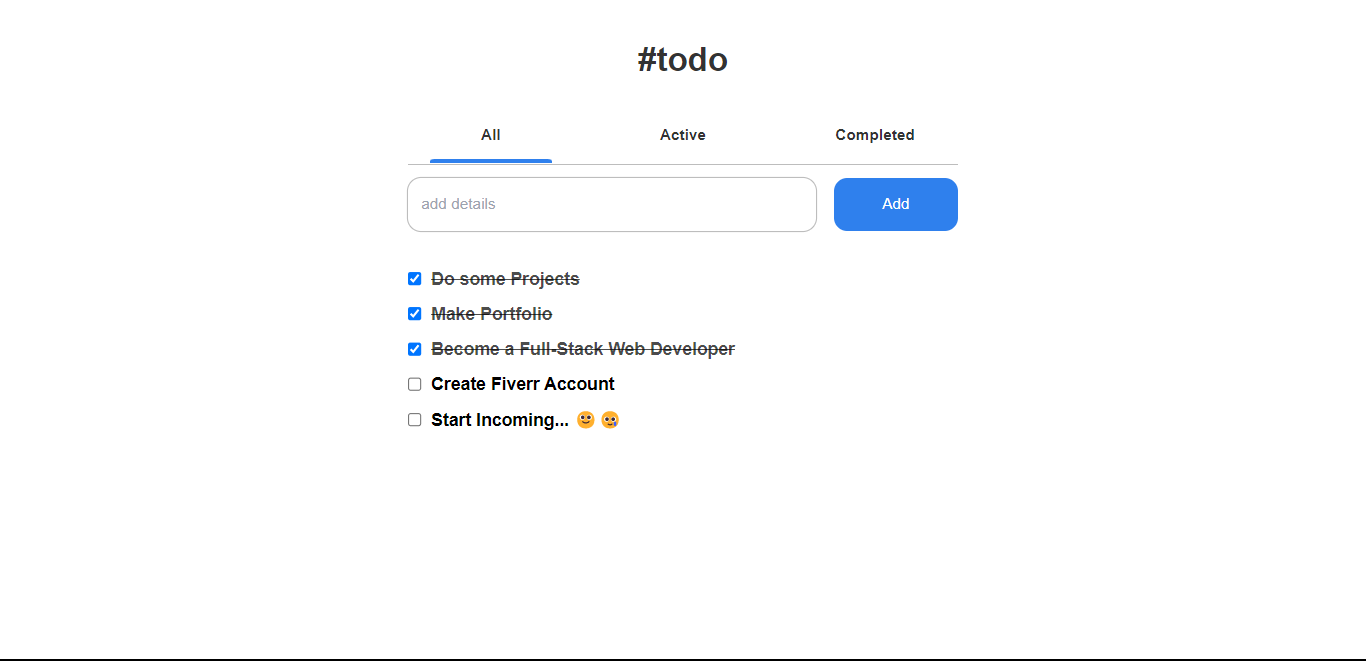 #todo
All Active Completed
add details Add
Do some Projects
Make Portfolio
Become a Full-Stack Web Developer
Create Fiverr Account
Start Incoming... 🙂 🥲